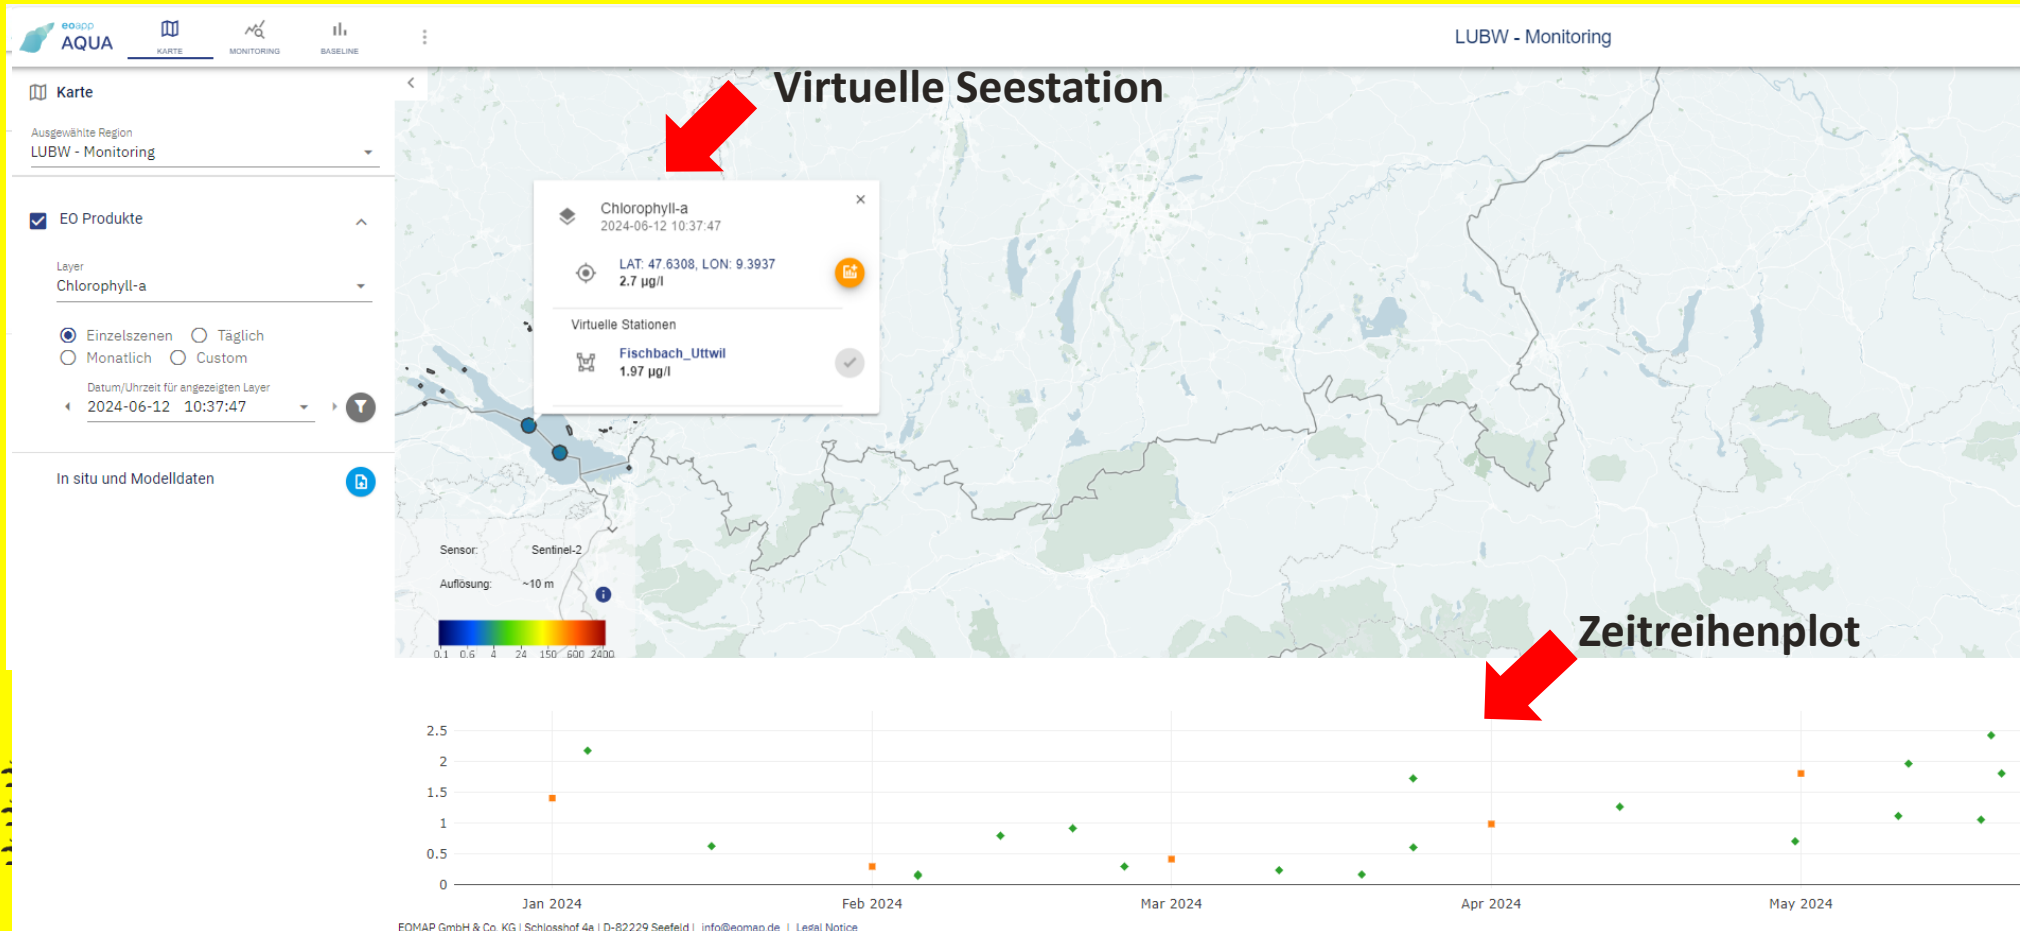 eoapp
AQUA
KARTE
MONITORING
BASELINE
LUBW - Monitoring
Karte
Ausgewählte Region
LUBW - Monitoring
EO Produkte
Layer
Chlorophyll-a
Einzelszenen
Täglich
Monatlich
Custom
Datum/Uhrzeit für angezeigten Layer
2024-06-12 10:37:47
In situ und Modelldaten
Virtuelle Seestation
Chlorophyll-a
2024-06-12 10:37:47
LAT: 47.6308, LON: 9.3937
2.7 µg/l
Virtuelle Stationen
Fischbach_Uttwil
1.97 µg/l
Sensor: Sentinel-2
Auflösung: ~10 m
0.1 0.6 4 24 150 600 2400
Zeitreihenplot
2.5
2
1.5
1
0.5
0
Jan 2024
Feb 2024
Mar 2024
Apr 2024
May 2024
EOMAP GmbH & Co. KG | Schlosshof 4a | D-82229 Seefeld | info@eomap.de | Legal Notice